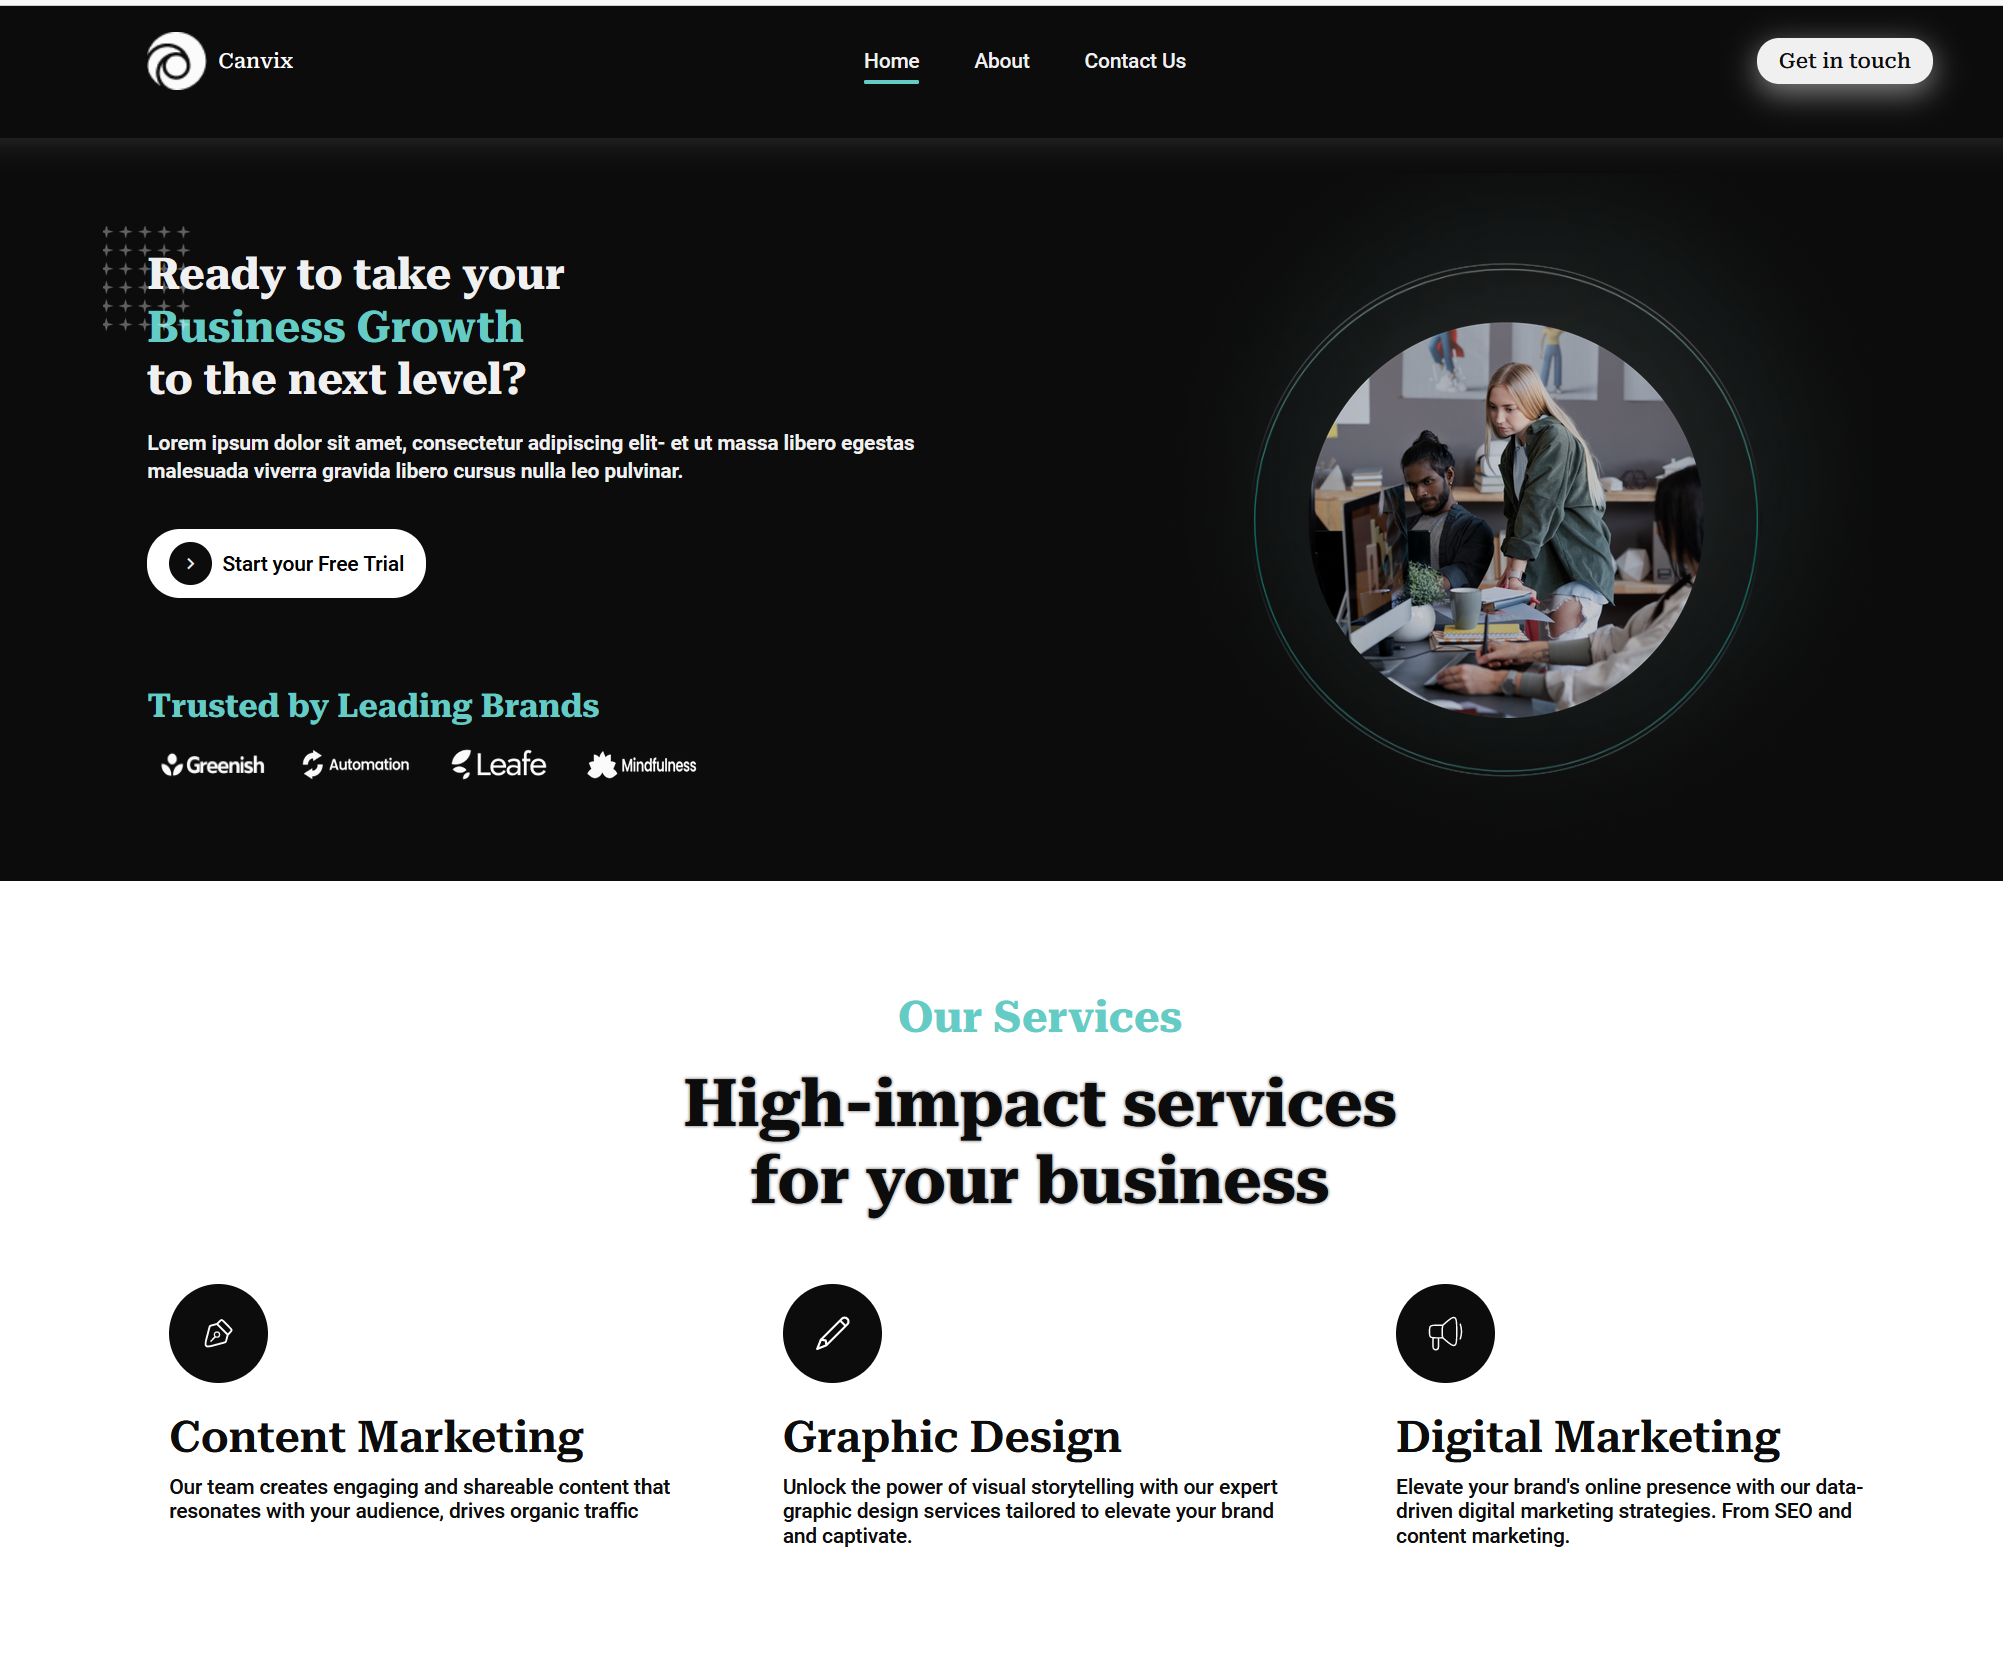 Canvix
Home
About
Contact Us
Get in touch
Ready to take your
Business Growth
to the next level?
Lorem ipsum dolor sit amet, consectetur adipiscing elit- et ut massa libero egestas
malesuada viverra gravida libero cursus nulla leo pulvinar.
Start your Free Trial
Trusted by Leading Brands
Greenish
Automation
Leafe
Mindfulness
Our Services
High-impact services
for your business
Content Marketing
Our team creates engaging and shareable content that
resonates with your audience, drives organic traffic
Graphic Design
Unlock the power of visual storytelling with our expert
graphic design services tailored to elevate your brand
and captivate.
Digital Marketing
Elevate your brand's online presence with our data-
driven digital marketing strategies. From SEO and
content marketing.